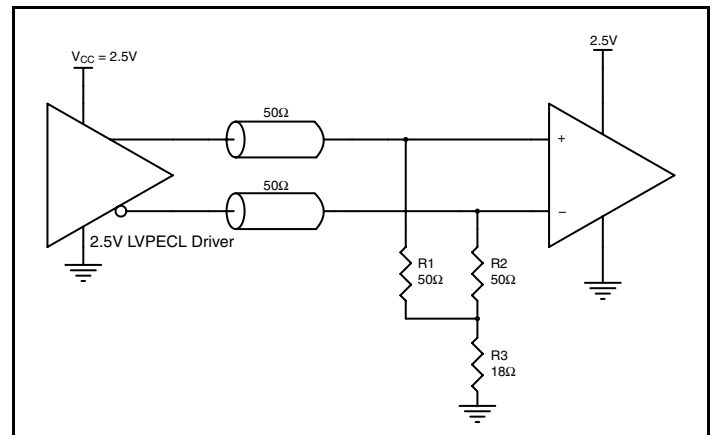 V_CC = 2.5V
2.5V
50Ω
+
50Ω
−
2.5V LVPECL Driver
R1
50Ω
R2
50Ω
R3
18Ω